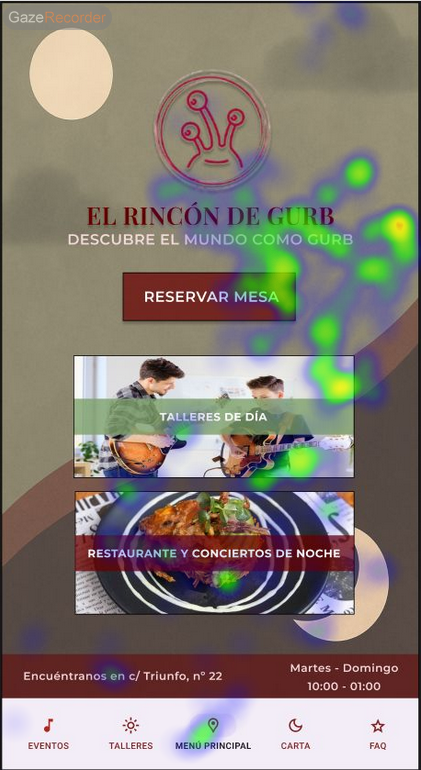 GazeRecorder
EL RINCÓN DE GURB
DESCUBRE EL MUNDO COMO GURB
RESERVAR MESA
TALLERES DE DÍA
RESTAURANTE Y CONCIERTOS DE NOCHE
Encuéntranos en c/ Triunfo, nº 22
Martes - Domingo
10:00 - 01:00
EVENTOS TALLERES MENÚ PRINCIPAL CARTA FAQ